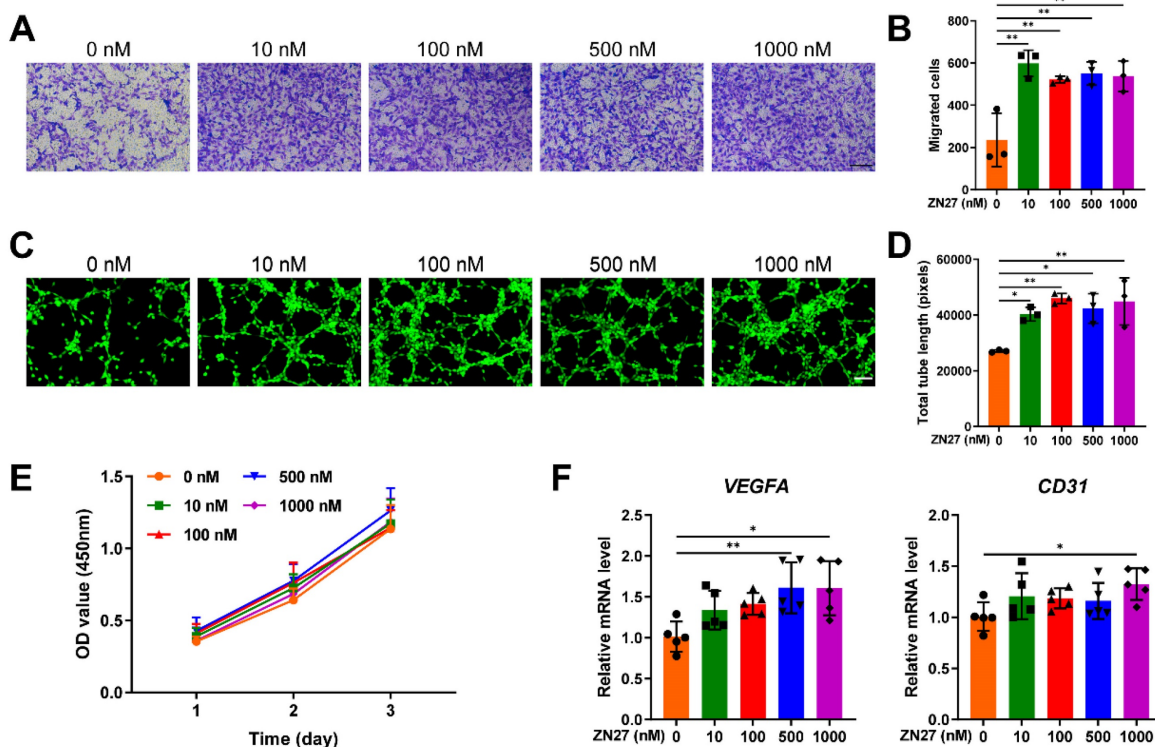 A
0 nM 10 nM 100 nM 500 nM 1000 nM
B
**
**
**
Migrated cells
800
600
400
200
0
ZN27 (nM) 0 10 100 500 1000
C
0 nM 10 nM 100 nM 500 nM 1000 nM
D
**
*
**
*
Total tube length (pixels)
60000
40000
20000
0
ZN27 (nM) 0 10 100 500 1000
E
0 nM 500 nM
10 nM 1000 nM
100 nM
OD value (450nm)
1.5
1.0
0.5
0.0
1 2 3
Time (day)
F
VEGFA
*
**
Relative mRNA level
2.5
2.0
1.5
1.0
0.5
0.0
ZN27 (nM) 0 10 100 500 1000
CD31
*
Relative mRNA level
2.0
1.5
1.0
0.5
0.0
ZN27 (nM) 0 10 100 500 1000